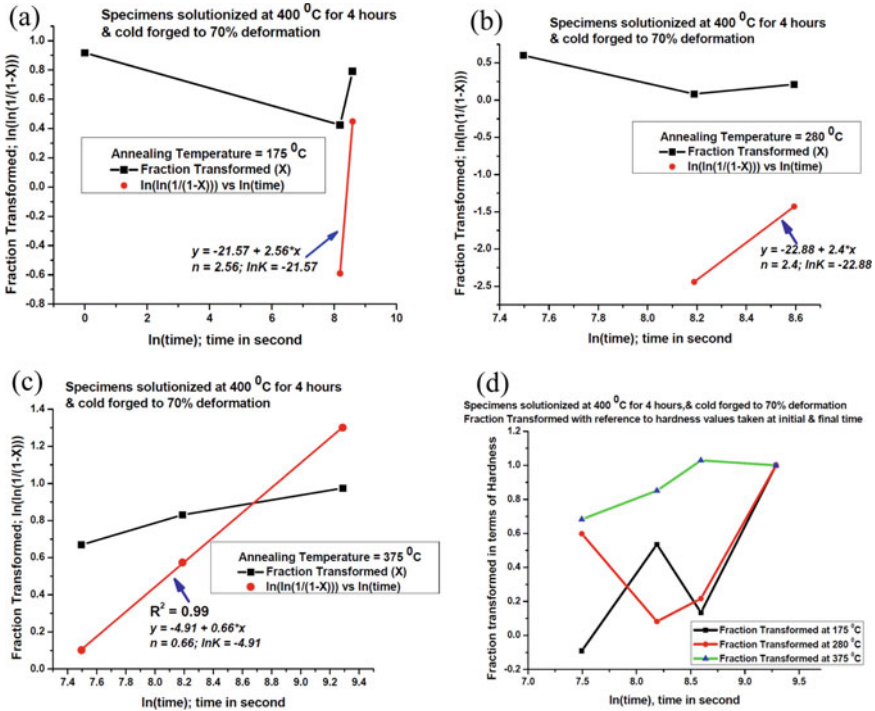 (a)
Specimens solutionized at 400 ⁰C for 4 hours
& cold forged to 70% deformation
Fraction Transformed; ln(ln(1/(1-X)))
1.0
0.8
0.6
0.4
0.2
0.0
-0.2
-0.4
-0.6
-0.8
Annealing Temperature = 175 ⁰C
Fraction Transformed (X)
ln(ln(1/(1-X))) vs ln(time)
y = -21.57 + 2.56*x
n = 2.56; lnK = -21.57
0 2 4 6 8 10
ln(time); time in second
(b)
Specimens solutionized at 400 ⁰C for 4 hours
& cold forged to 70% deformation
Fraction Transformed; ln(ln(1/(1-X)))
0.5
0.0
-0.5
-1.0
-1.5
-2.0
-2.5
Annealing Temperature = 280 ⁰C
Fraction Transformed (X)
ln(ln(1/(1-X))) vs ln(time)
y = -22.88 + 2.4*x
n = 2.4; lnK = -22.88
7.4 7.6 7.8 8.0 8.2 8.4 8.6
ln(time); time in second
(c)
Specimens solutionized at 400 ⁰C for 4 hours
& cold forged to 70% deformation
Fraction Transformed; ln(ln(1/(1-X)))
1.4
1.3
1.2
1.0
0.8
0.6
0.4
0.2
0.1
0.0
Annealing Temperature = 375 ⁰C
Fraction Transformed (X)
ln(ln(1/(1-X))) vs ln(time)
R² = 0.99
y = -4.91 + 0.66*x
n = 0.66; lnK = -4.91
7.4 7.6 7.8 8.0 8.2 8.4 8.6 8.8 9.0 9.2 9.4
ln(time); time in second
(d)
Specimens solutionized at 400 ⁰C for 4 hours,& cold forged to 70% deformation
Fraction Transformed with reference to hardness values taken at initial & final time
Fraction transformed in terms of Hardness
1.2
1.0
0.8
0.6
0.4
0.2
0.0
-0.2
Fraction Transformed at 175 ⁰C
Fraction Transformed at 280 ⁰C
Fraction Transformed at 375 ⁰C
7.0 7.5 8.0 8.5 9.0 9.5
ln(time), time in second